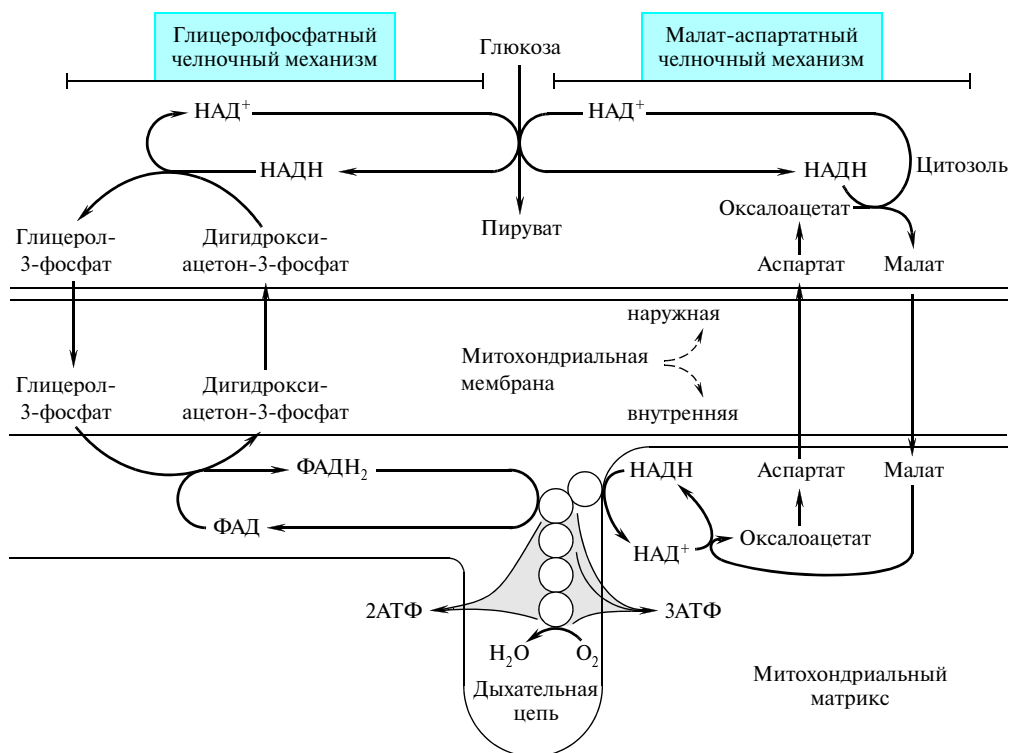 Глицеролфосфатный
челночный механизм
Глюкоза
Малат-аспартатный
челночный механизм
НАД⁺
НАД⁺
НАДН
НАДН
Цитозоль
Оксалоацетат
Пируват
Глицерол-
3-фосфат
Дигидрокси-
ацетон-3-фосфат
Аспартат
Малат
наружная
Митохондриальная
мембрана
внутренняя
Глицерол-
3-фосфат
Дигидрокси-
ацетон-3-фосфат
ФАДН₂
НАДН
Аспартат
Малат
ФАД
НАД⁺
Оксалоацетат
2АТФ
3АТФ
H₂O
O₂
Дыхательная
цепь
Митохондриальный
матрикс